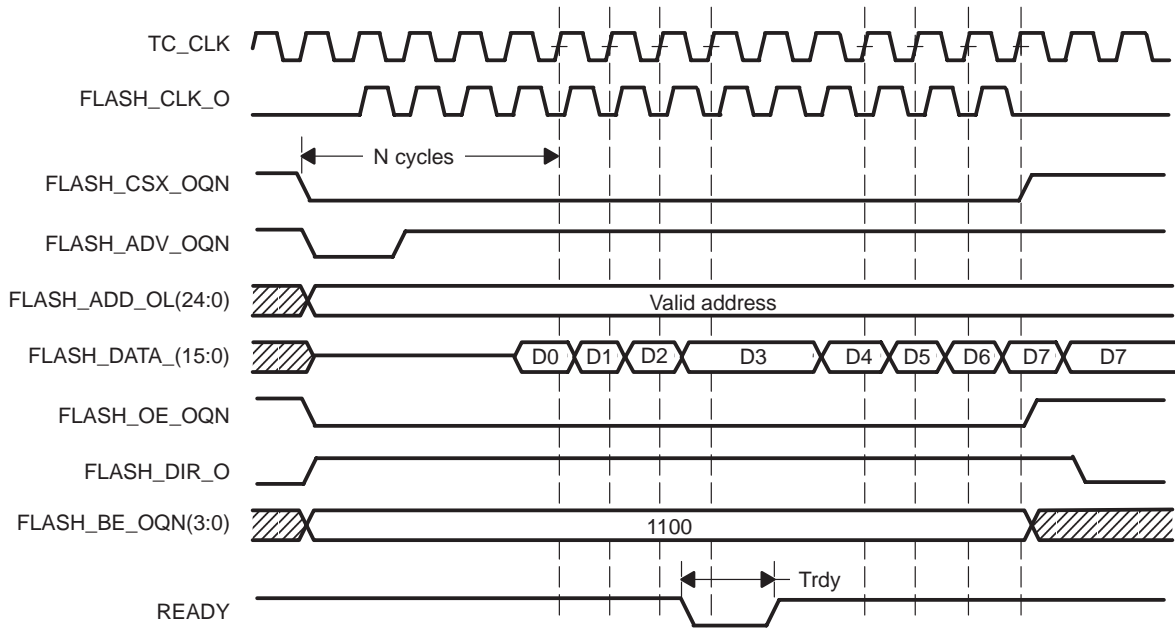 TC_CLK
FLASH_CLK_O
N cycles
FLASH_CSX_OQN
FLASH_ADV_OQN
FLASH_ADD_OL(24:0)
Valid address
FLASH_DATA_(15:0)
D0 D1 D2 D3 D4 D5 D6 D7 D7
FLASH_OE_OQN
FLASH_DIR_O
FLASH_BE_OQN(3:0)
1100
Trdy
READY